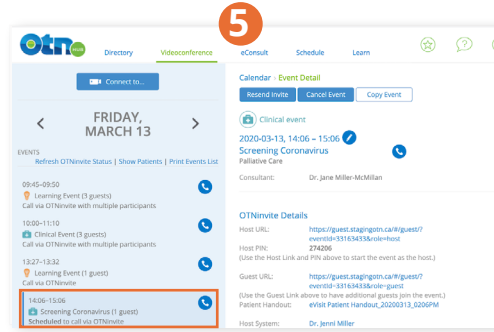 5
Otn HUB
Directory Videoconference eConsult Schedule Learn
Connect to...
FRIDAY,
MARCH 13
EVENTS
Refresh OTNinvite Status | Show Patients | Print Events List
09:45–09:50
Learning Event (3 guests)
Call via OTNinvite with multiple participants
10:00–11:10
Clinical Event (3 guests)
Call via OTNinvite with multiple participants
13:27–13:32
Learning Event (1 guest)
Call via OTNinvite
14:06-15:06
Screening Coronavirus (1 guest)
Scheduled to call via OTNinvite
Calendar › Event Detail
Resend Invite Cancel Event Copy Event
Clinical event
2020-03-13, 14:06 – 15:06
Screening Coronavirus
Palliative Care
Consultant: Dr. Jane Miller-McMillan
OTNinvite Details
Host URL: https://guest.stagingotn.ca/#/guest/?
eventId=33163433&role=host
Host PIN: 274206
(Use the Host Link and PIN above to start the event as the host.)
Guest URL: https://guest.stagingotn.ca/#/guest/?
eventId=33163433&role=guest
(Use the Guest Link above to have additional guests join the event.)
Patient Handout: eVisit Patient Handout_20200313_0206PM
Host System: Dr. Jenni Miller